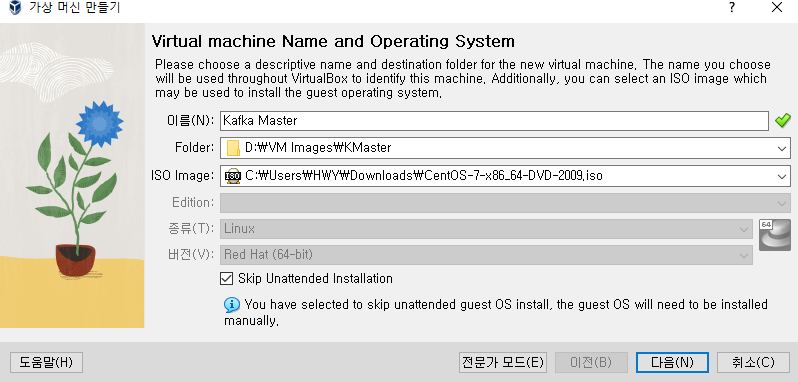 가상 머신 만들기
Virtual machine Name and Operating System
Please choose a descriptive name and destination folder for the new virtual machine. The name you choose
will be used throughout VirtualBox to identify this machine. Additionally, you can select an ISO image which
may be used to install the guest operating system.
이름(N): Kafka Master
Folder: D:₩VM Images₩KMaster
ISO Image: ISO C:₩Users₩HWY₩Downloads₩CentOS-7-x86_64-DVD-2009.iso
Edition:
종류(T): Linux 64
버전(V): Red Hat (64-bit)
Skip Unattended Installation
You have selected to skip unattended guest OS install, the guest OS will need to be installed
manually.
도움말(H) 전문가 모드(E) 이전(B) 다음(N) 취소(C)